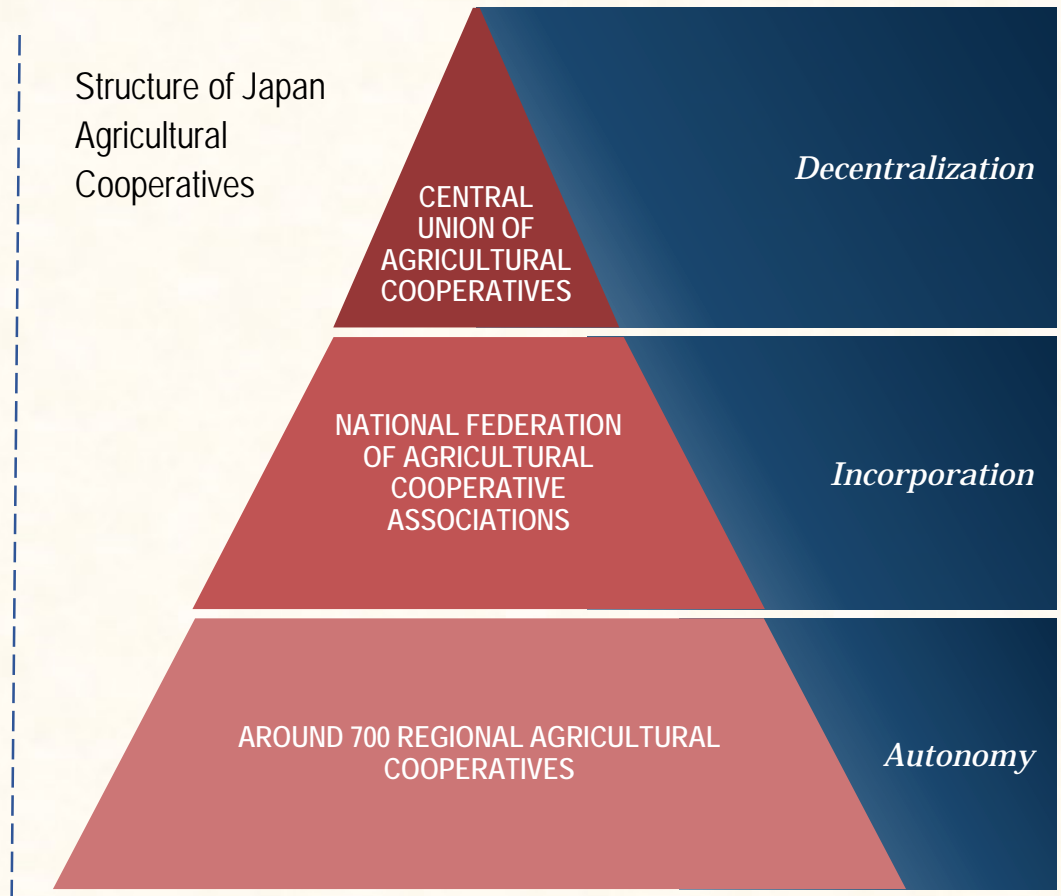 Structure of Japan
Agricultural
Cooperatives
CENTRAL
UNION OF
AGRICULTURAL
COOPERATIVES
Decentralization
NATIONAL FEDERATION
OF AGRICULTURAL
COOPERATIVE
ASSOCIATIONS
Incorporation
AROUND 700 REGIONAL AGRICULTURAL
COOPERATIVES
Autonomy